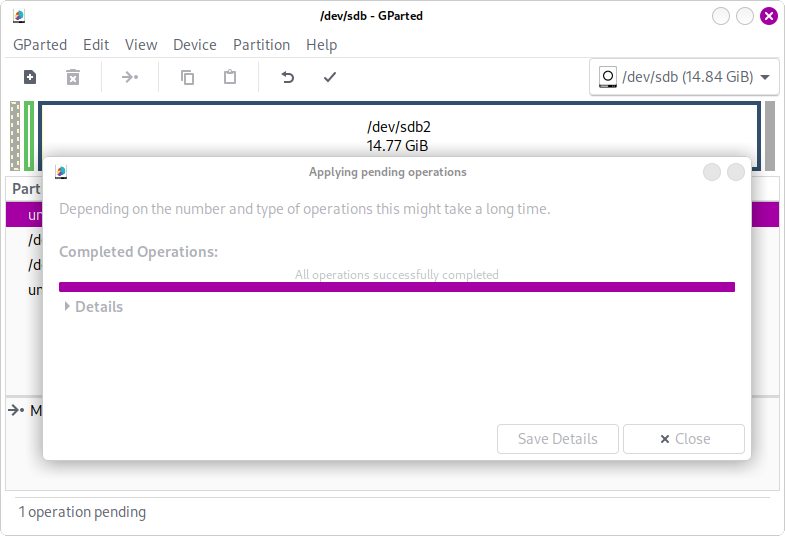 /dev/sdb - GParted
GParted Edit View Device Partition Help
/dev/sdb (14.84 GiB)
/dev/sdb2
14.77 GiB
Applying pending operations
Part
Depending on the number and type of operations this might take a long time.
Completed Operations:
All operations successfully completed
Details
Save Details Close
1 operation pending